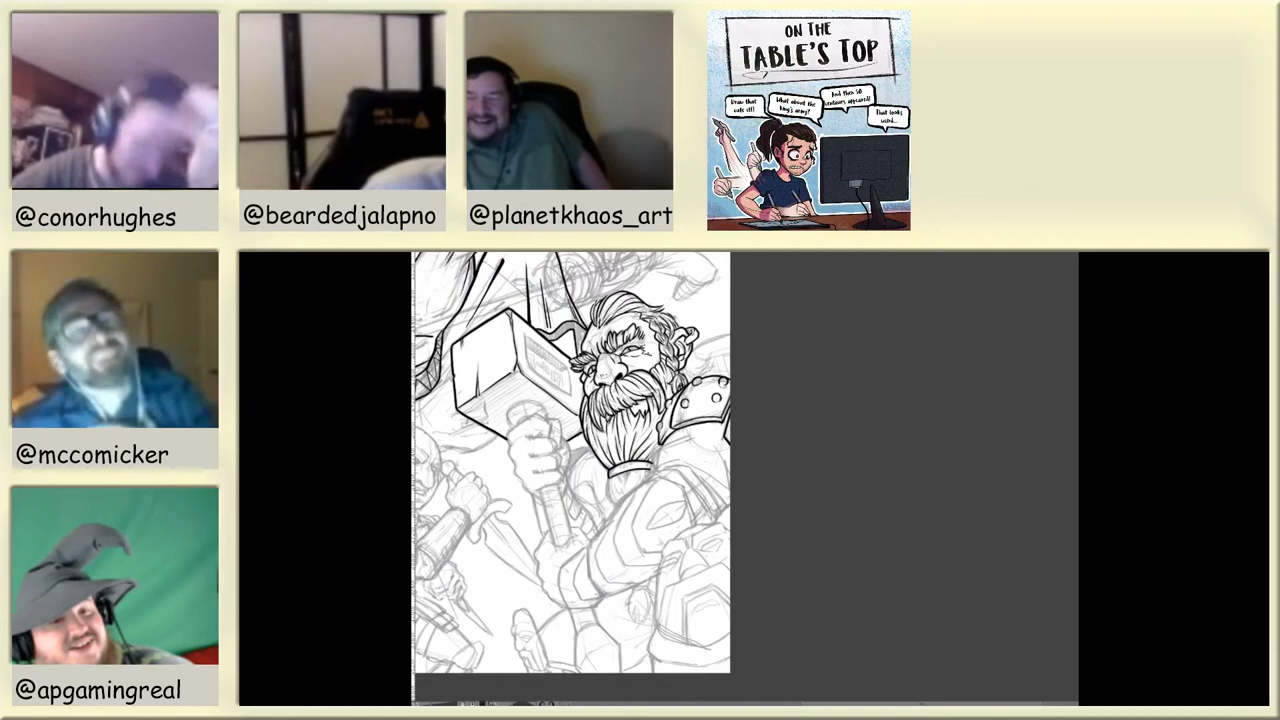 ON THE
TABLE'S TOP
Draw that
cute elf!
What about the
king's army?
And then 50
centaurs appeared!
That looks
weird...
@conorhughes
@beardedjalapno
@planetkhaos_art
@mccomicker
@apgamingreal